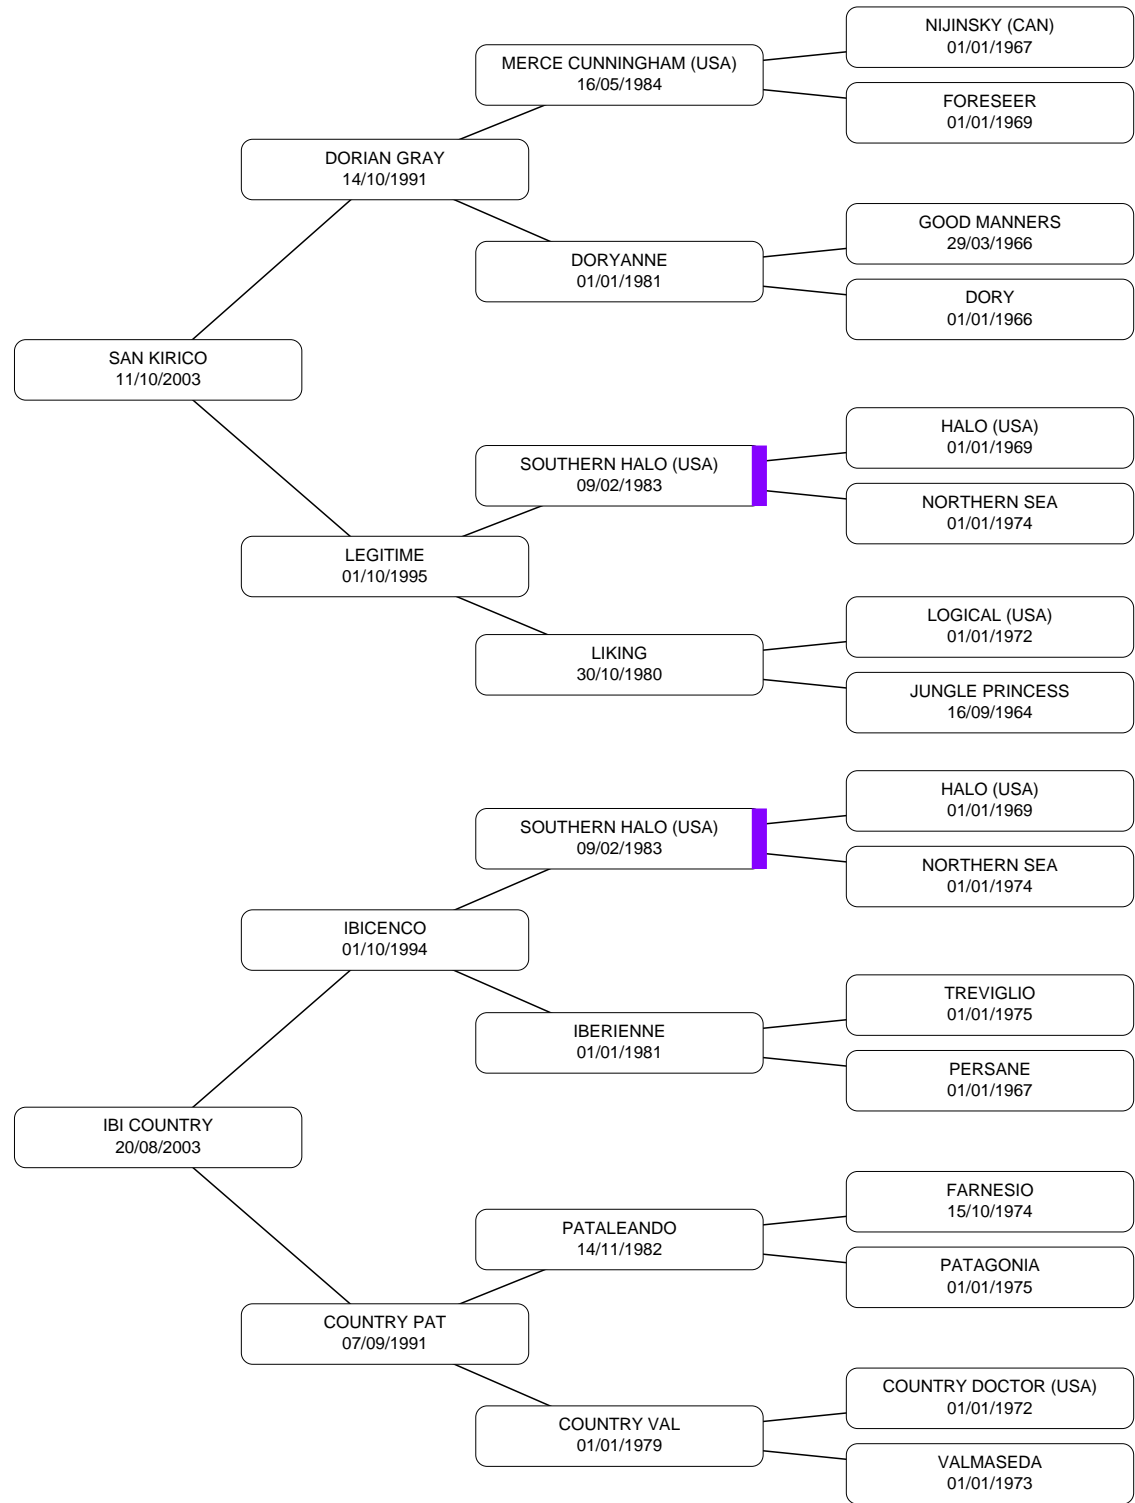 NIJINSKY (CAN)
01/01/1967
MERCE CUNNINGHAM (USA)
16/05/1984
FORESEER
01/01/1969
DORIAN GRAY
14/10/1991
GOOD MANNERS
29/03/1966
DORYANNE
01/01/1981
DORY
01/01/1966
SAN KIRICO
11/10/2003
HALO (USA)
01/01/1969
SOUTHERN HALO (USA)
09/02/1983
NORTHERN SEA
01/01/1974
LEGITIME
01/10/1995
LOGICAL (USA)
01/01/1972
LIKING
30/10/1980
JUNGLE PRINCESS
16/09/1964
HALO (USA)
01/01/1969
SOUTHERN HALO (USA)
09/02/1983
NORTHERN SEA
01/01/1974
IBICENCO
01/10/1994
TREVIGLIO
01/01/1975
IBERIENNE
01/01/1981
PERSANE
01/01/1967
IBI COUNTRY
20/08/2003
FARNESIO
15/10/1974
PATALEANDO
14/11/1982
PATAGONIA
01/01/1975
COUNTRY PAT
07/09/1991
COUNTRY DOCTOR (USA)
01/01/1972
COUNTRY VAL
01/01/1979
VALMASEDA
01/01/1973